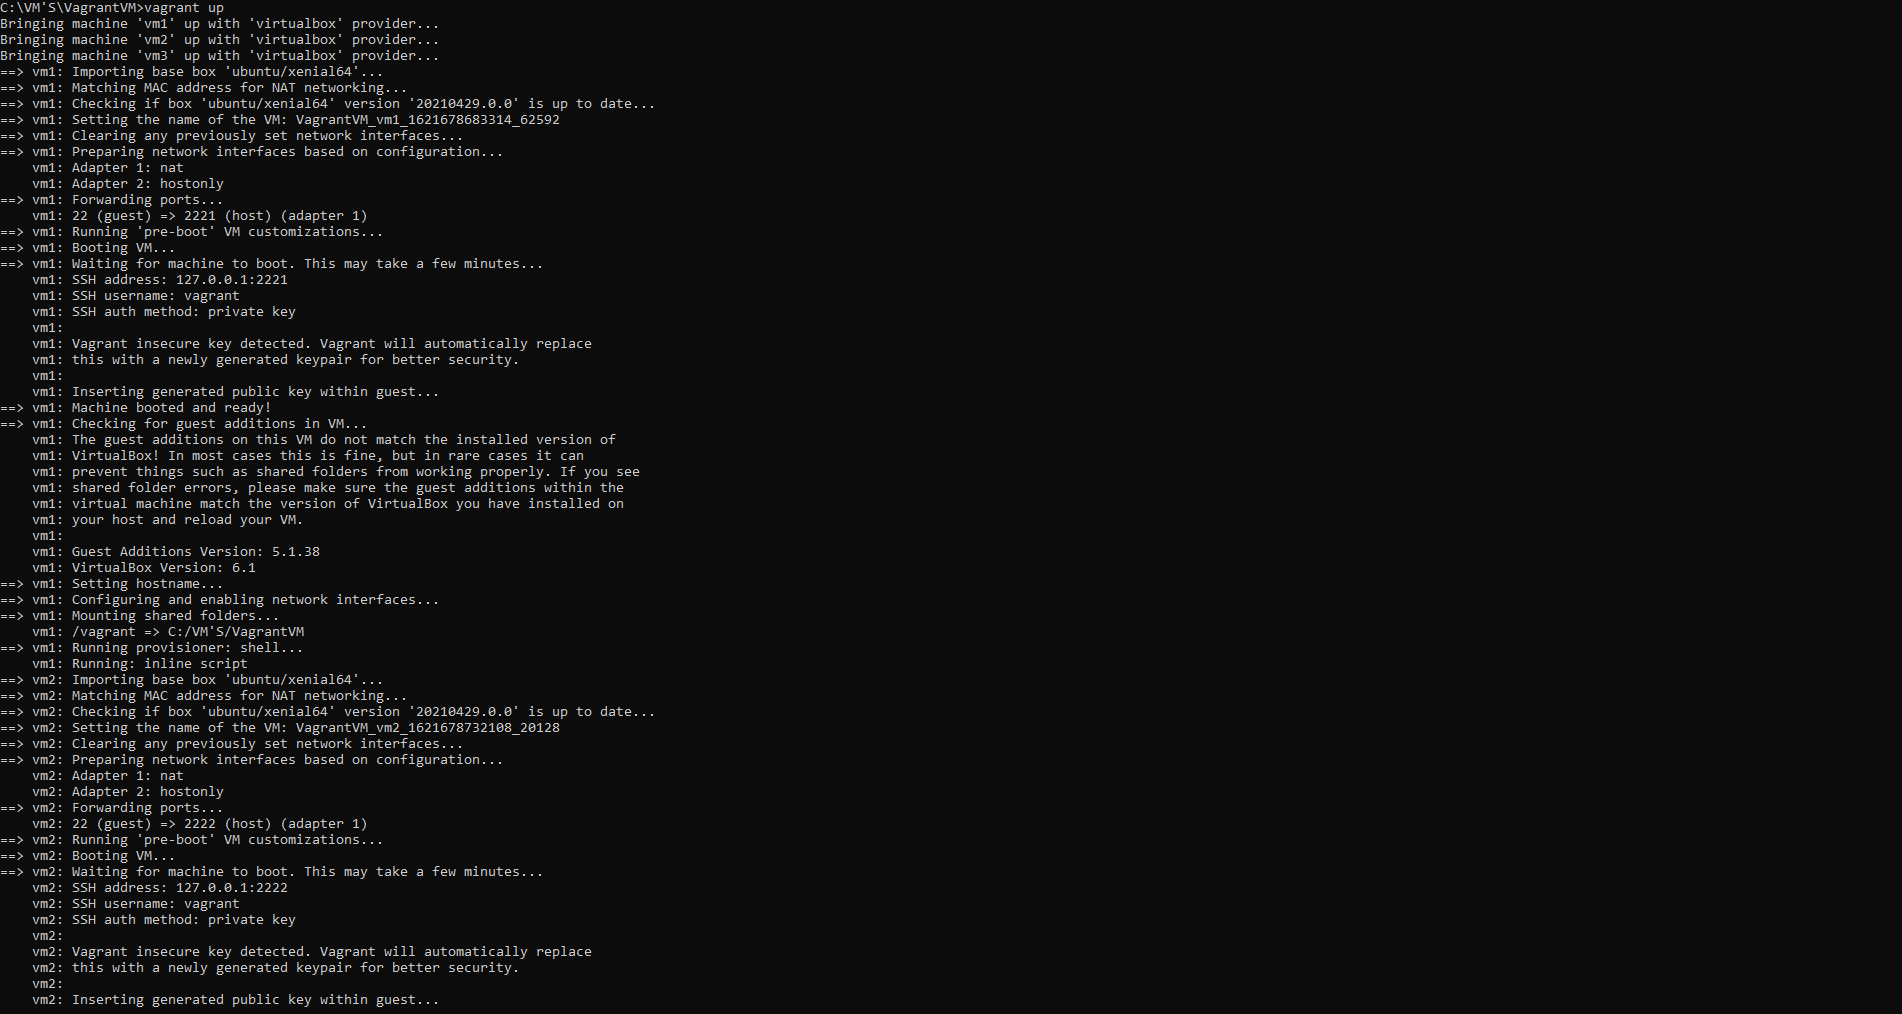 C:\VM'S\VagrantVM>vagrant up
Bringing machine 'vm1' up with 'virtualbox' provider...
Bringing machine 'vm2' up with 'virtualbox' provider...
Bringing machine 'vm3' up with 'virtualbox' provider...
==> vm1: Importing base box 'ubuntu/xenial64'...
==> vm1: Matching MAC address for NAT networking...
==> vm1: Checking if box 'ubuntu/xenial64' version '20210429.0.0' is up to date...
==> vm1: Setting the name of the VM: VagrantVM_vm1_1621678683314_62592
==> vm1: Clearing any previously set network interfaces...
==> vm1: Preparing network interfaces based on configuration...
    vm1: Adapter 1: nat
    vm1: Adapter 2: hostonly
==> vm1: Forwarding ports...
    vm1: 22 (guest) => 2221 (host) (adapter 1)
==> vm1: Running 'pre-boot' VM customizations...
==> vm1: Booting VM...
==> vm1: Waiting for machine to boot. This may take a few minutes...
    vm1: SSH address: 127.0.0.1:2221
    vm1: SSH username: vagrant
    vm1: SSH auth method: private key
    vm1:
    vm1: Vagrant insecure key detected. Vagrant will automatically replace
    vm1: this with a newly generated keypair for better security.
    vm1:
    vm1: Inserting generated public key within guest...
==> vm1: Machine booted and ready!
==> vm1: Checking for guest additions in VM...
    vm1: The guest additions on this VM do not match the installed version of
    vm1: VirtualBox! In most cases this is fine, but in rare cases it can
    vm1: prevent things such as shared folders from working properly. If you see
    vm1: shared folder errors, please make sure the guest additions within the
    vm1: virtual machine match the version of VirtualBox you have installed on
    vm1: your host and reload your VM.
    vm1:
    vm1: Guest Additions Version: 5.1.38
    vm1: VirtualBox Version: 6.1
==> vm1: Setting hostname...
==> vm1: Configuring and enabling network interfaces...
==> vm1: Mounting shared folders...
    vm1: /vagrant => C:/VM'S/VagrantVM
==> vm1: Running provisioner: shell...
    vm1: Running: inline script
==> vm2: Importing base box 'ubuntu/xenial64'...
==> vm2: Matching MAC address for NAT networking...
==> vm2: Checking if box 'ubuntu/xenial64' version '20210429.0.0' is up to date...
==> vm2: Setting the name of the VM: VagrantVM_vm2_1621678732108_20128
==> vm2: Clearing any previously set network interfaces...
==> vm2: Preparing network interfaces based on configuration...
    vm2: Adapter 1: nat
    vm2: Adapter 2: hostonly
==> vm2: Forwarding ports...
    vm2: 22 (guest) => 2222 (host) (adapter 1)
==> vm2: Running 'pre-boot' VM customizations...
==> vm2: Booting VM...
==> vm2: Waiting for machine to boot. This may take a few minutes...
    vm2: SSH address: 127.0.0.1:2222
    vm2: SSH username: vagrant
    vm2: SSH auth method: private key
    vm2:
    vm2: Vagrant insecure key detected. Vagrant will automatically replace
    vm2: this with a newly generated keypair for better security.
    vm2:
    vm2: Inserting generated public key within guest...